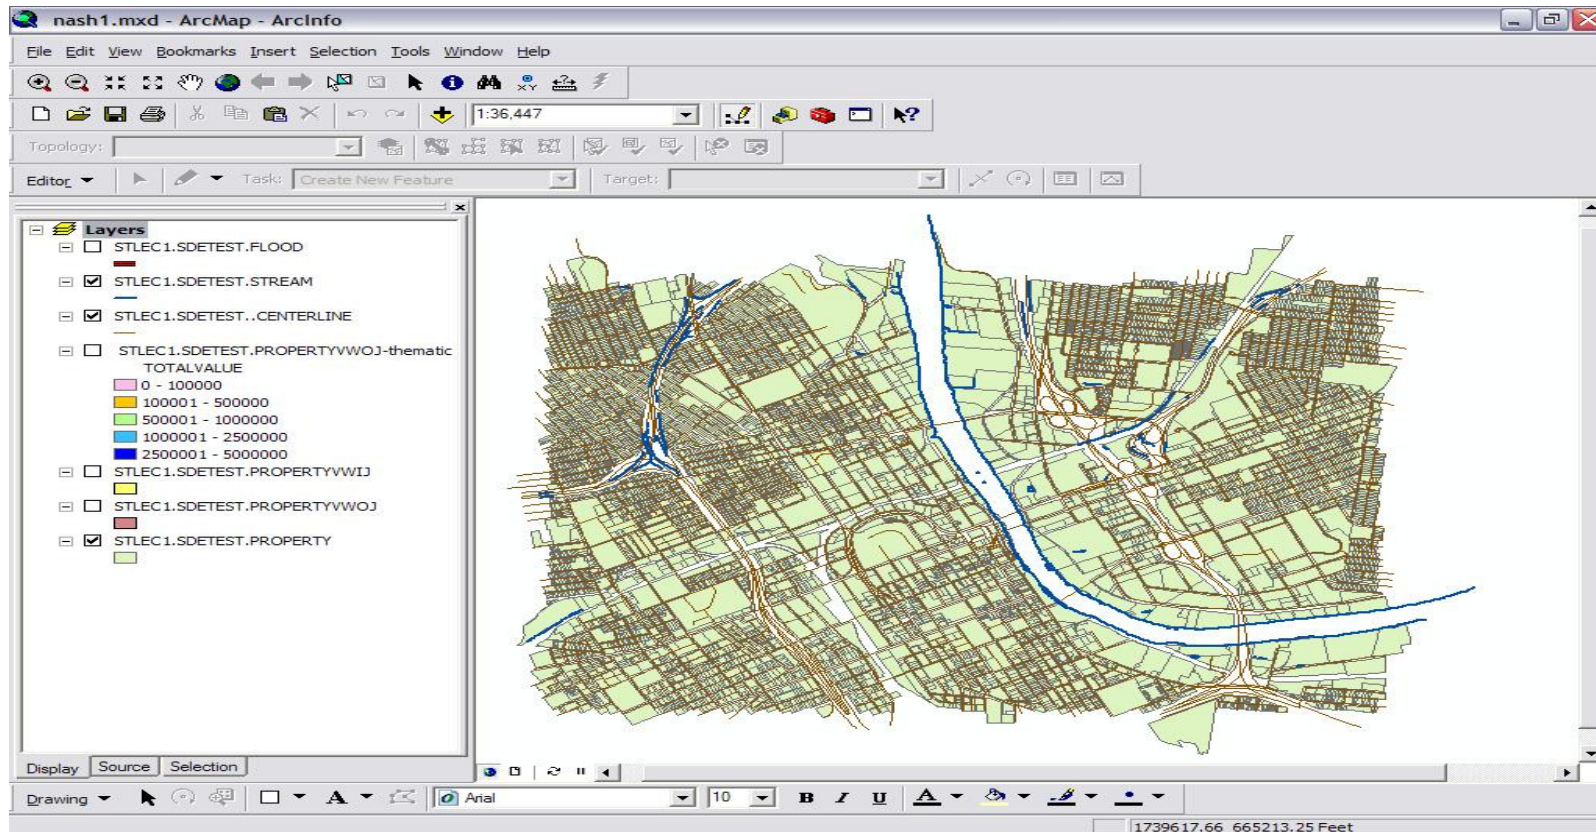 nash1.mxd - ArcMap - ArcInfo
File Edit View Bookmarks Insert Selection Tools Window Help
XY
1:36,447
Topology:
Editor Task: Create New Feature Target:
Layers
STLEC1.SDETEST.FLOOD
STLEC1.SDETEST.STREAM
STLEC1.SDETEST..CENTERLINE
STLEC1.SDETEST.PROPERTYVWOJ-thematic
TOTALVALUE
0 - 100000
100001 - 500000
500001 - 1000000
1000001 - 2500000
2500001 - 5000000
STLEC1.SDETEST.PROPERTYVWIJ
STLEC1.SDETEST.PROPERTYVWOJ
STLEC1.SDETEST.PROPERTY
Display Source Selection
Drawing A Arial 10 B I U A
1739617.66 665213.25 Feet